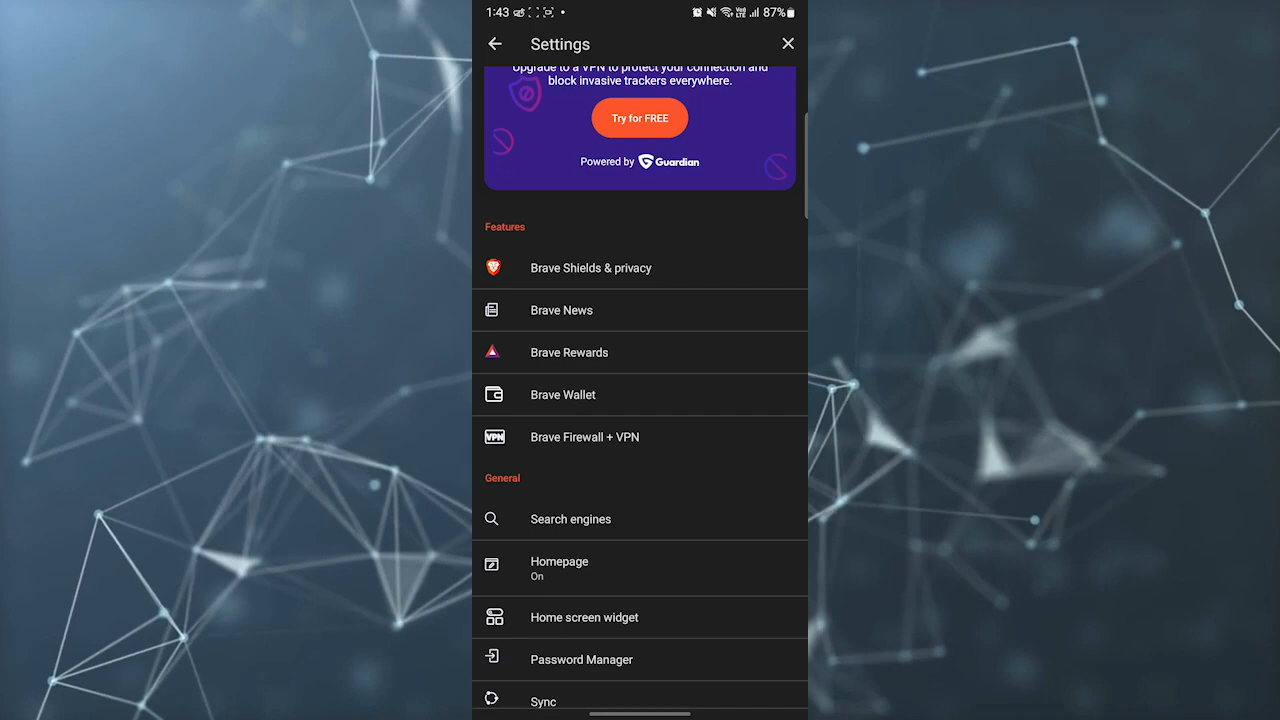 1:43
87%
Settings
Upgrade to a VPN to protect your connection and
block invasive trackers everywhere.
Try for FREE
Powered by Guardian
Features
Brave Shields & privacy
Brave News
Brave Rewards
Brave Wallet
VPN
Brave Firewall + VPN
General
Search engines
Homepage
On
Home screen widget
Password Manager
Sync